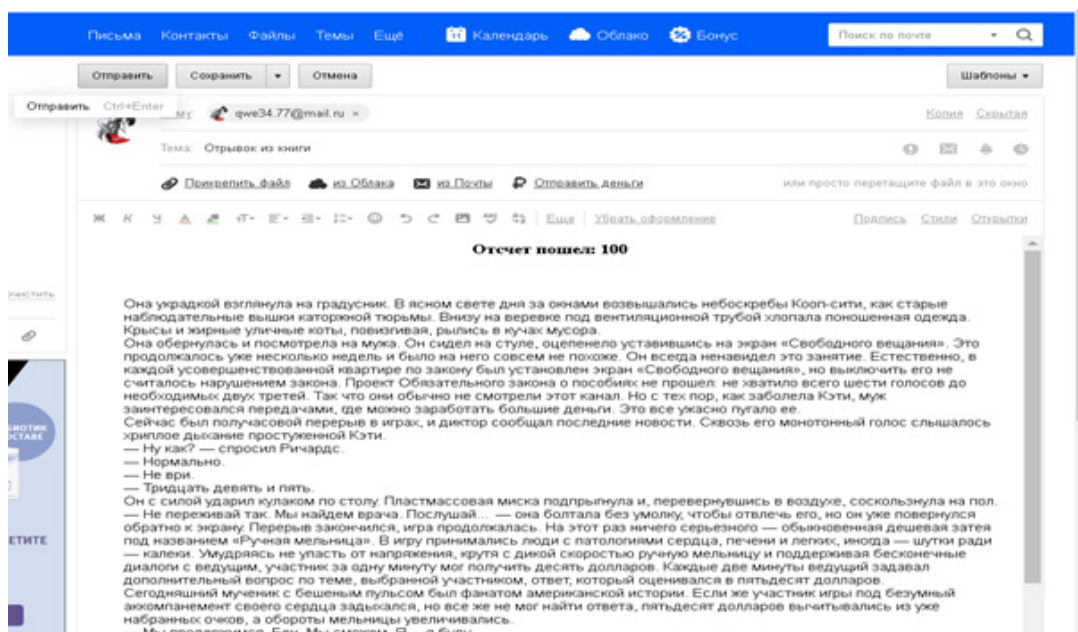 Письма Контакты Файлы Темы Ещё 11 Календарь Облако Бонус Поиск по почте
Отправить Сохранить Отмена Шаблоны
Отправить Ctrl+Enter
qwe34.77@mail.ru × Копия Скрытая
Тема: Отрывок из книги
Прикрепить файл из Облака из Почты Отправить деньги или просто перетащите файл в это окно
Ж К У А Еще Убрать оформление Подпись Стили Открытки
Отсчет пошел: 100
Она украдкой взглянула на градусник. В ясном свете дня за окнами возвышались небоскребы Кооп-сити, как старые
наблюдательные вышки каторжной тюрьмы. Внизу на веревке под вентиляционной трубой хлопала поношенная одежда.
Крысы и жирные уличные коты, повизгивая, рылись в кучах мусора.
Она обернулась и посмотрела на мужа. Он сидел на стуле, оцепенело уставившись на экран «Свободного вещания». Это
продолжалось уже несколько недель и было на него совсем не похоже. Он всегда ненавидел это занятие. Естественно, в
каждой усовершенствованной квартире по закону был установлен экран «Свободного вещания», но выключить его не
считалось нарушением закона. Проект Обязательного закона о пособиях не прошел: не хватило всего шести голосов до
необходимых двух третей. Так что они обычно не смотрели этот канал. Но с тех пор, как заболела Кэти, муж
заинтересовался передачами, где можно заработать большие деньги. Это все ужасно пугало ее.
Сейчас был получасовой перерыв в играх, и диктор сообщал последние новости. Сквозь его монотонный голос слышалось
хриплое дыхание простуженной Кэти.
— Ну как? — спросил Ричардс.
— Нормально.
— Не ври.
— Тридцать девять и пять.
Он с силой ударил кулаком по столу. Пластмассовая миска подпрыгнула и, перевернувшись в воздухе, соскользнула на пол.
— Не переживай так. Мы найдем врача. Послушай... — она болтала без умолку, чтобы отвлечь его, но он уже повернулся
обратно к экрану. Перерыв закончился, игра продолжалась. На этот раз ничего серьезного — обыкновенная дешевая затея
под названием «Ручная мельница». В игру принимались люди с патологиями сердца, печени и легких, иногда — шутки ради
— калеки. Умудряясь не упасть от напряжения, крутя с дикой скоростью ручную мельницу и поддерживая бесконечные
диалоги с ведущим, участник за одну минуту мог получить десять долларов. Каждые две минуты ведущий задавал
дополнительный вопрос по теме, выбранной участником, ответ, который оценивался в пятьдесят долларов.
Сегодняшний мученик с бешеным пульсом был фанатом американской истории. Если же участник игры под безумный
аккомпанемент своего сердца задыхался, но все же не мог найти ответа, пятьдесят долларов вычитывались из уже
набранных очков, а обороты мельницы увеличивались.